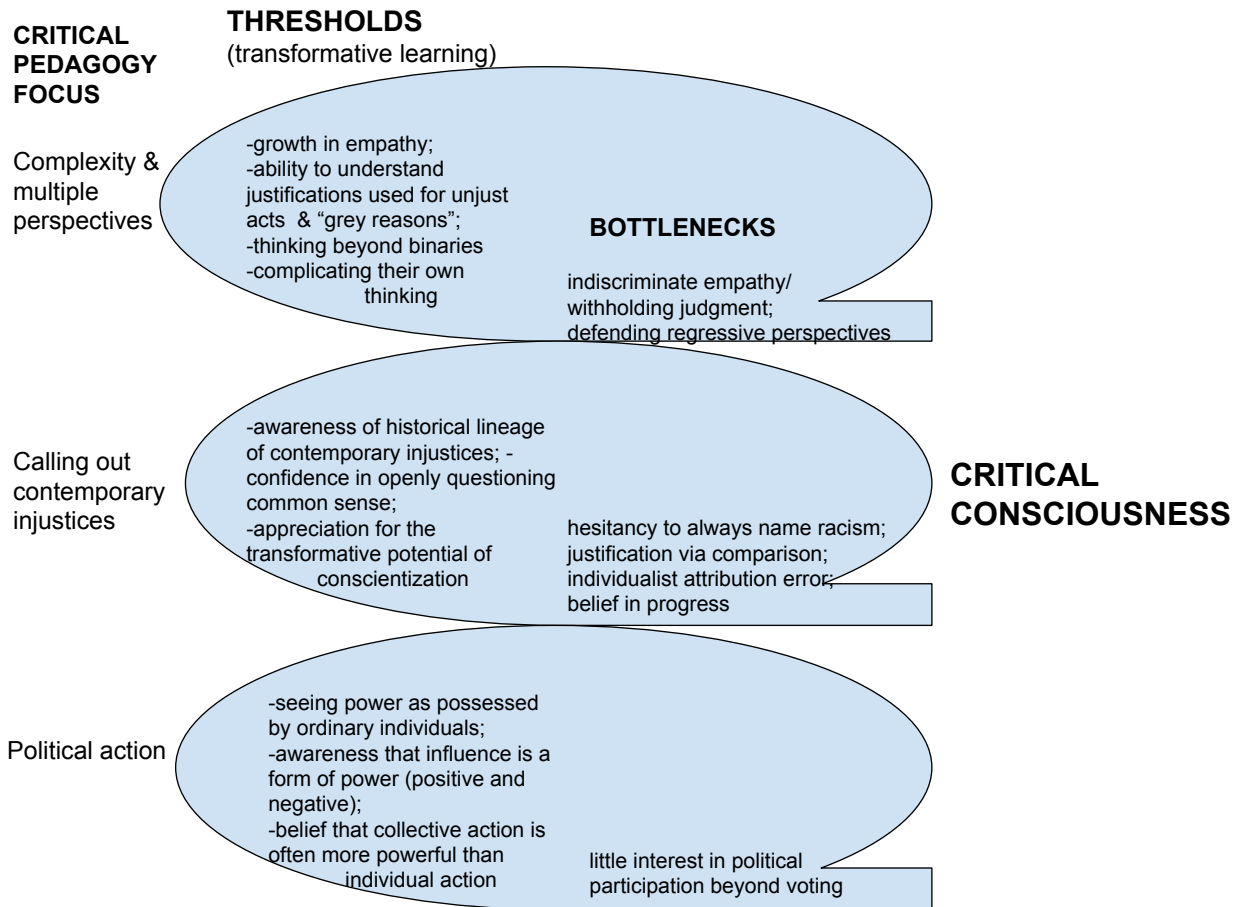 CRITICAL
PEDAGOGY
FOCUS
THRESHOLDS
(transformative learning)
Complexity &
multiple
perspectives
-growth in empathy;
-ability to understand
justifications used for unjust
acts & “grey reasons”;
-thinking beyond binaries
-complicating their own
thinking
BOTTLENECKS
indiscriminate empathy/
withholding judgment;
defending regressive perspectives
Calling out
contemporary
injustices
-awareness of historical lineage
of contemporary injustices; -
confidence in openly questioning
common sense;
-appreciation for the
transformative potential of
conscientization
hesitancy to always name racism;
justification via comparison;
individualist attribution error;
belief in progress
CRITICAL
CONSCIOUSNESS
Political action
-seeing power as possessed
by ordinary individuals;
-awareness that influence is a
form of power (positive and
negative);
-belief that collective action is
often more powerful than
individual action
little interest in political
participation beyond voting